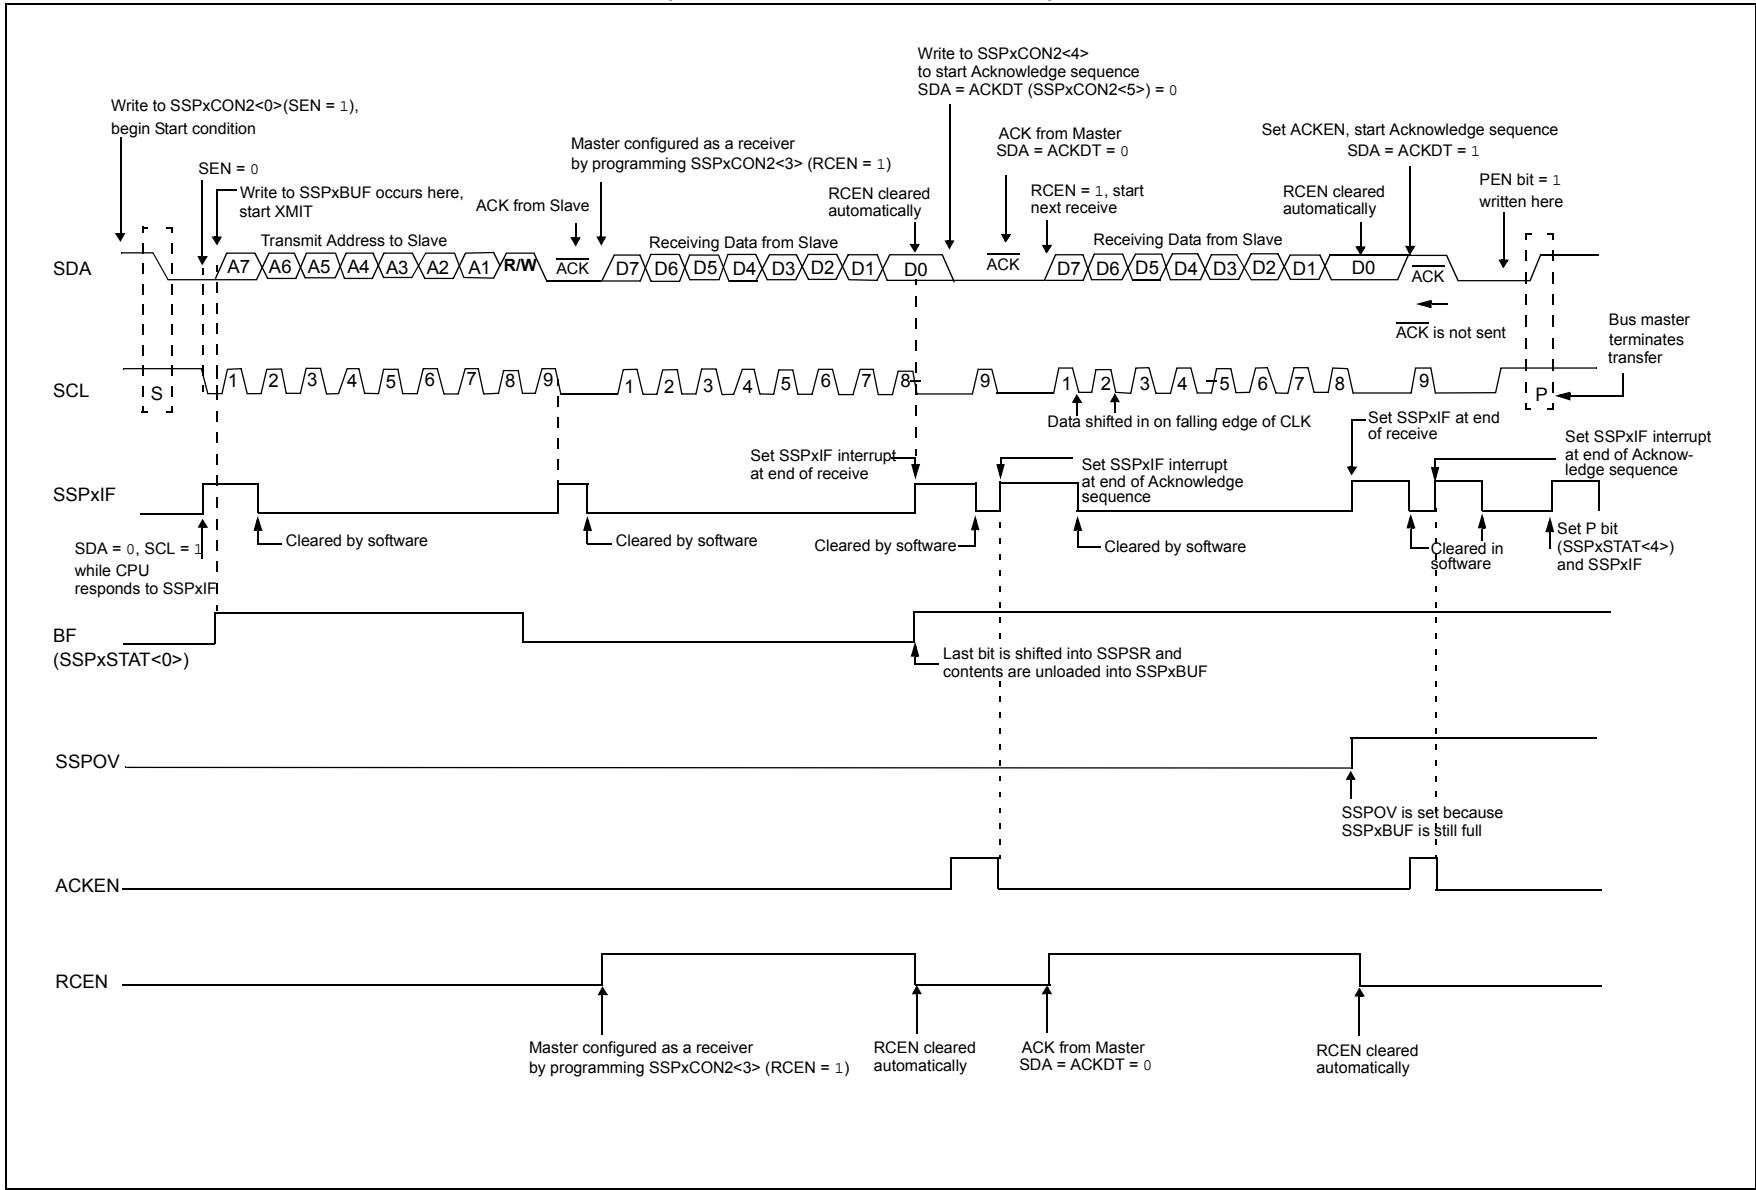 Write to SSPxCON2<4>
to start Acknowledge sequence
SDA = ACKDT (SSPxCON2<5>) = 0
Write to SSPxCON2<0>(SEN = 1),
begin Start condition
Master configured as a receiver
by programming SSPxCON2<3> (RCEN = 1)
ACK from Master
SDA = ACKDT = 0
Set ACKEN, start Acknowledge sequence
SDA = ACKDT = 1
SEN = 0
Write to SSPxBUF occurs here,
start XMIT
ACK from Slave
RCEN cleared
automatically
RCEN = 1, start
next receive
RCEN cleared
automatically
PEN bit = 1
written here
Transmit Address to Slave
Receiving Data from Slave
Receiving Data from Slave
SDA A7 A6 A5 A4 A3 A2 A1 R/W ACK D7 D6 D5 D4 D3 D2 D1 D0 ACK D7 D6 D5 D4 D3 D2 D1 D0 ACK
ACK is not sent
Bus master
terminates
transfer
SCL S 1 2 3 4 5 6 7 8 9 1 2 3 4 5 6 7 8 9 1 2 3 4 5 6 7 8 9 P
Data shifted in on falling edge of CLK
Set SSPxIF at end
of receive
Set SSPxIF interrupt
at end of receive
Set SSPxIF interrupt
at end of Acknowledge
sequence
Set SSPxIF interrupt
at end of Acknow-
ledge sequence
SSPxIF
SDA = 0, SCL = 1
while CPU
responds to SSPxIF
Cleared by software
Cleared by software
Cleared by software
Cleared by software
Cleared in
software
Set P bit
(SSPxSTAT<4>)
and SSPxIF
BF
(SSPxSTAT<0>)
Last bit is shifted into SSPSR and
contents are unloaded into SSPxBUF
SSPOV
SSPOV is set because
SSPxBUF is still full
ACKEN
RCEN
Master configured as a receiver
by programming SSPxCON2<3> (RCEN = 1)
RCEN cleared
automatically
ACK from Master
SDA = ACKDT = 0
RCEN cleared
automatically